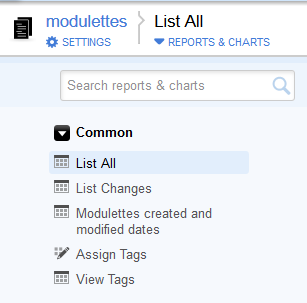 modulettes List All
SETTINGS REPORTS & CHARTS
Search reports & charts
Common
List All
List Changes
Modulettes created and
modified dates
Assign Tags
View Tags